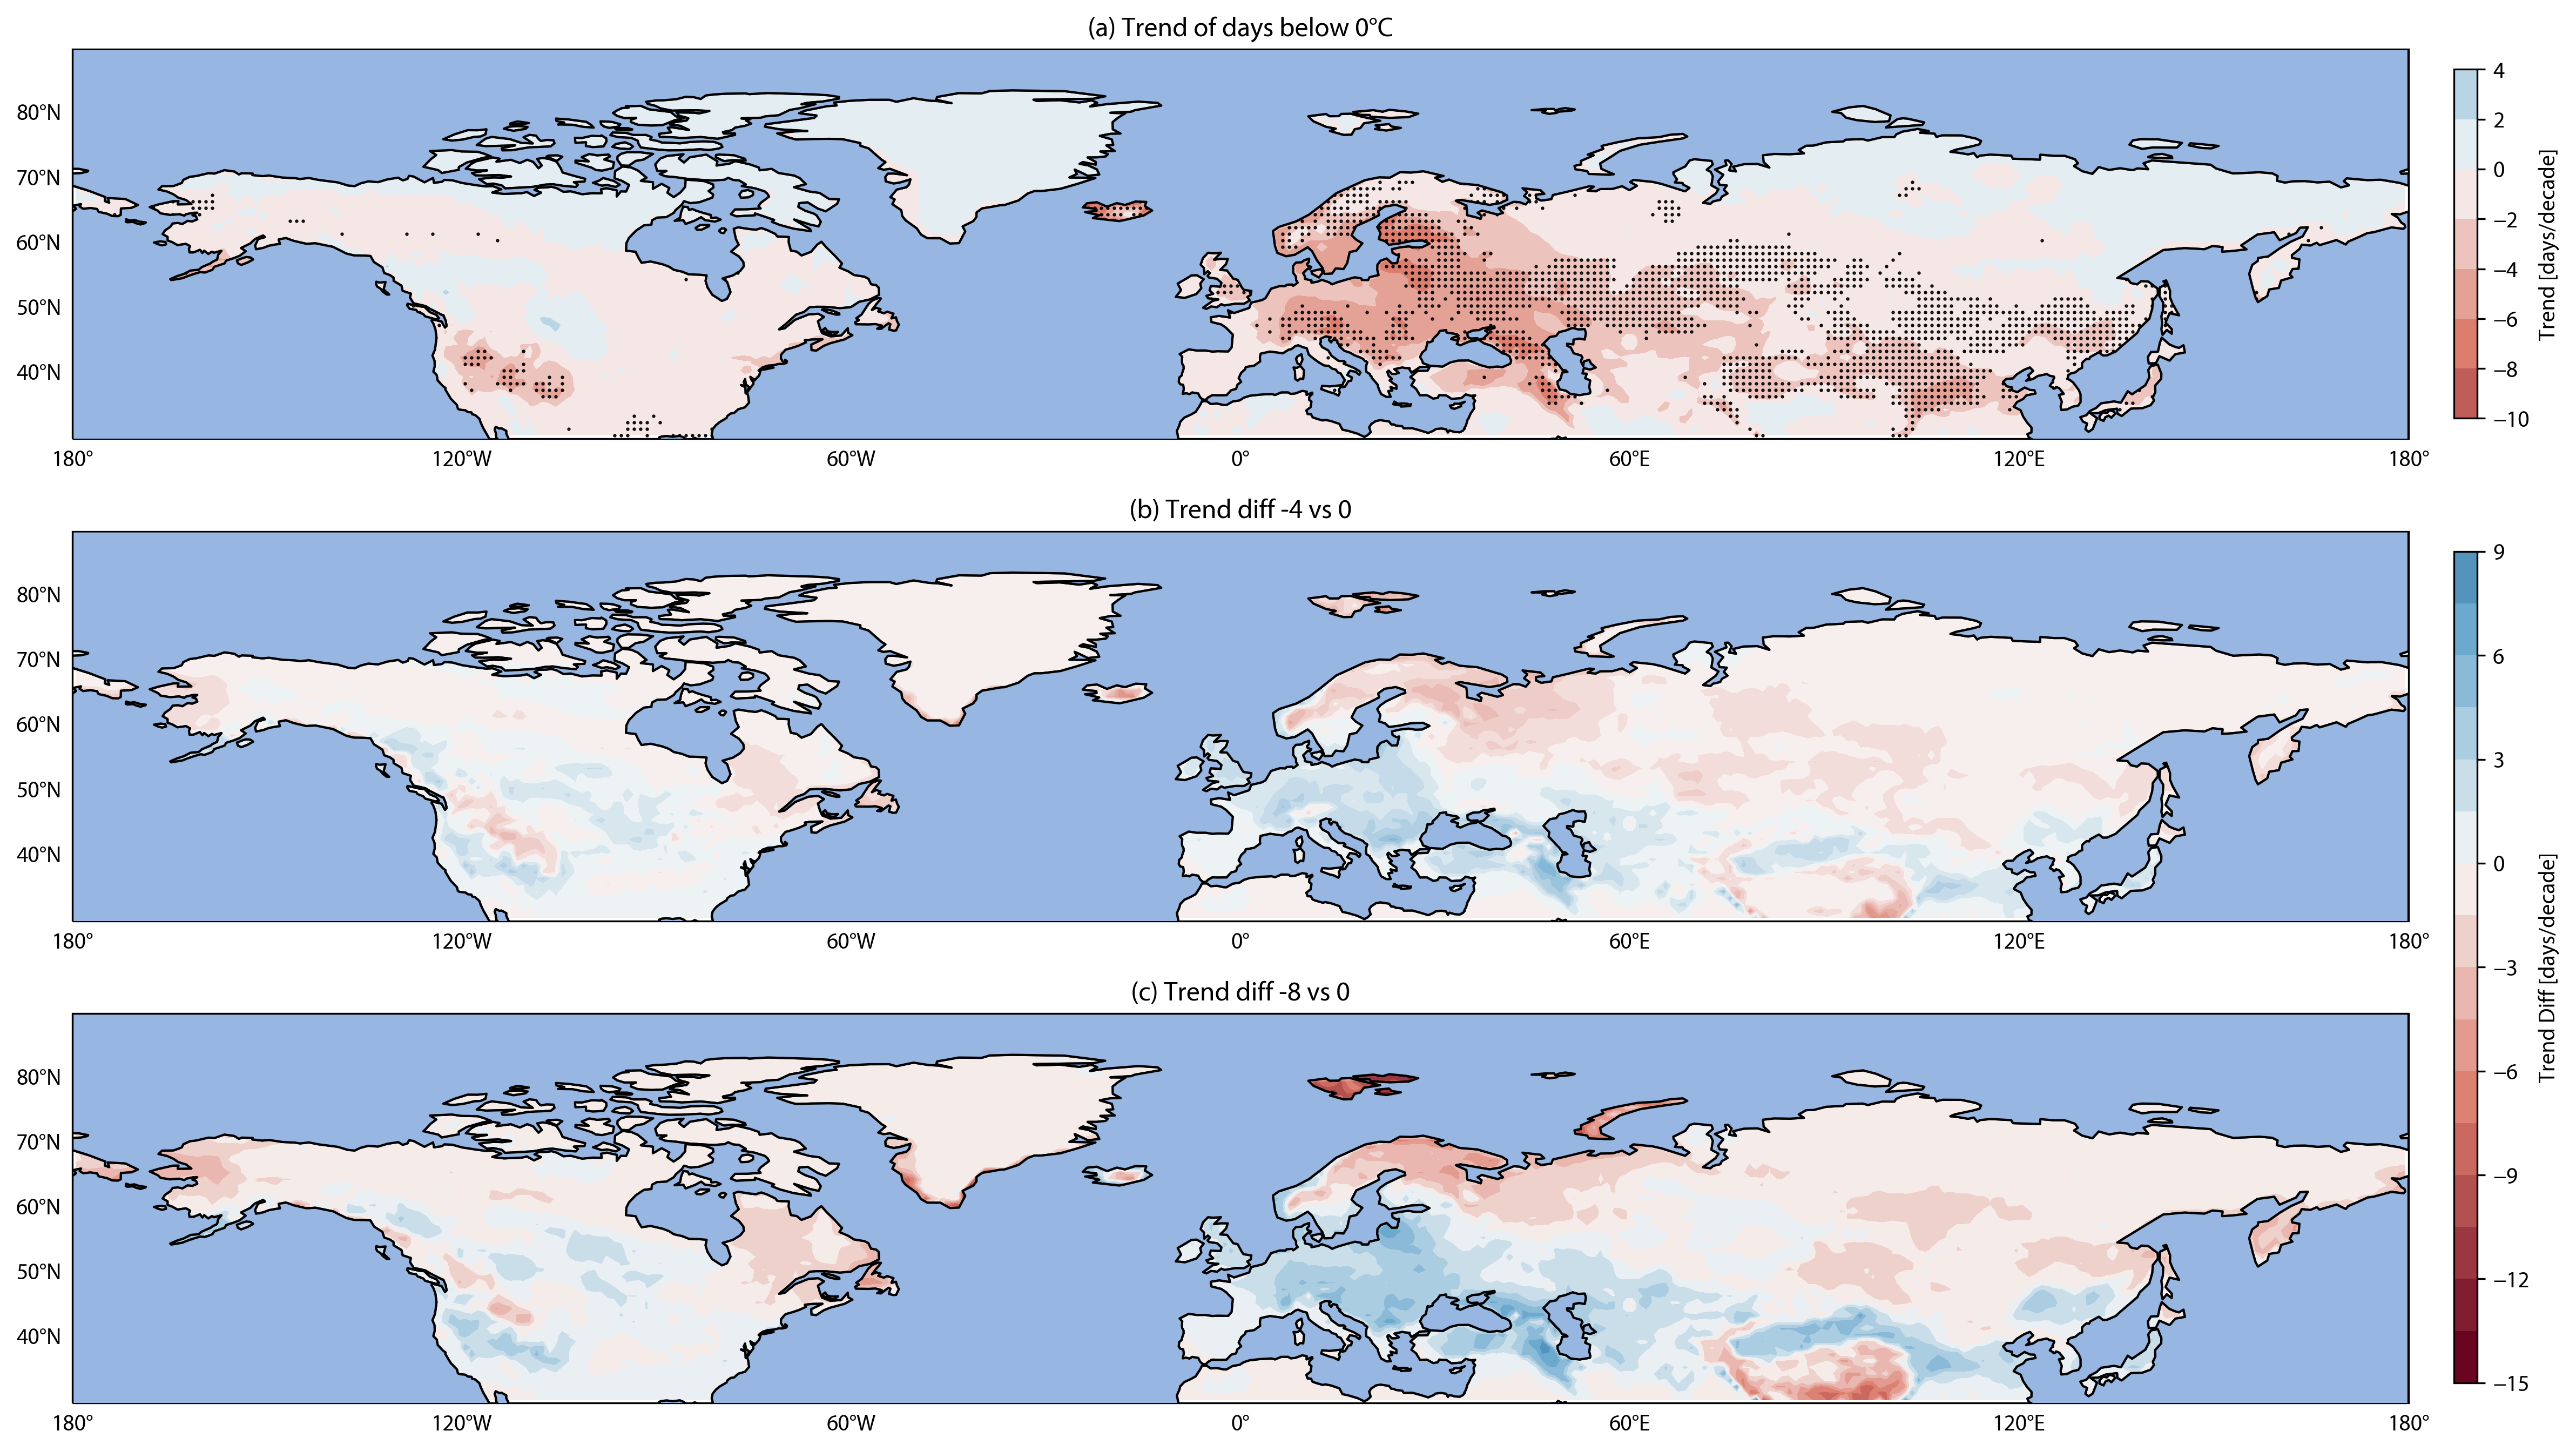 (a) Trend of days below 0°C
80°N
70°N
60°N
50°N
40°N
180°
120°W
60°W
0°
60°E
120°E
180°
4
2
0
−2
−4
−6
−8
−10
Trend [days/decade]
(b) Trend diff -4 vs 0
80°N
70°N
60°N
50°N
40°N
180°
120°W
60°W
0°
60°E
120°E
180°
(c) Trend diff -8 vs 0
80°N
70°N
60°N
50°N
40°N
180°
120°W
60°W
0°
60°E
120°E
180°
9
6
3
0
−3
−6
−9
−12
−15
Trend Diff [days/decade]